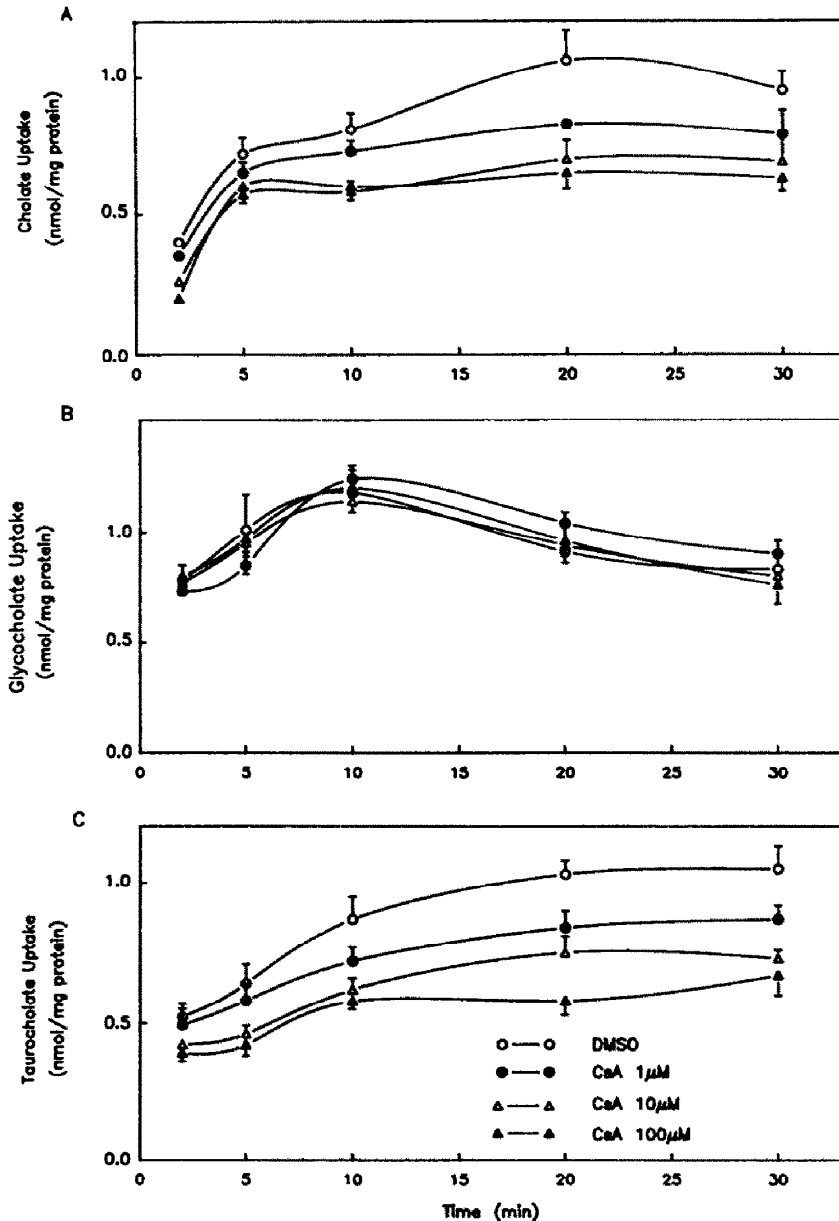 A
Cholate Uptake
(nmol/mg protein)
1.0
0.5
0.0
0 5 10 15 20 25 30
B
Glycocholate Uptake
(nmol/mg protein)
1.0
0.5
0.0
0 5 10 15 20 25 30
C
Taurocholate Uptake
(nmol/mg protein)
1.0
0.5
0.0
DMSO
CsA 1μM
CsA 10μM
CsA 100μM
0 5 10 15 20 25 30
Time (min)